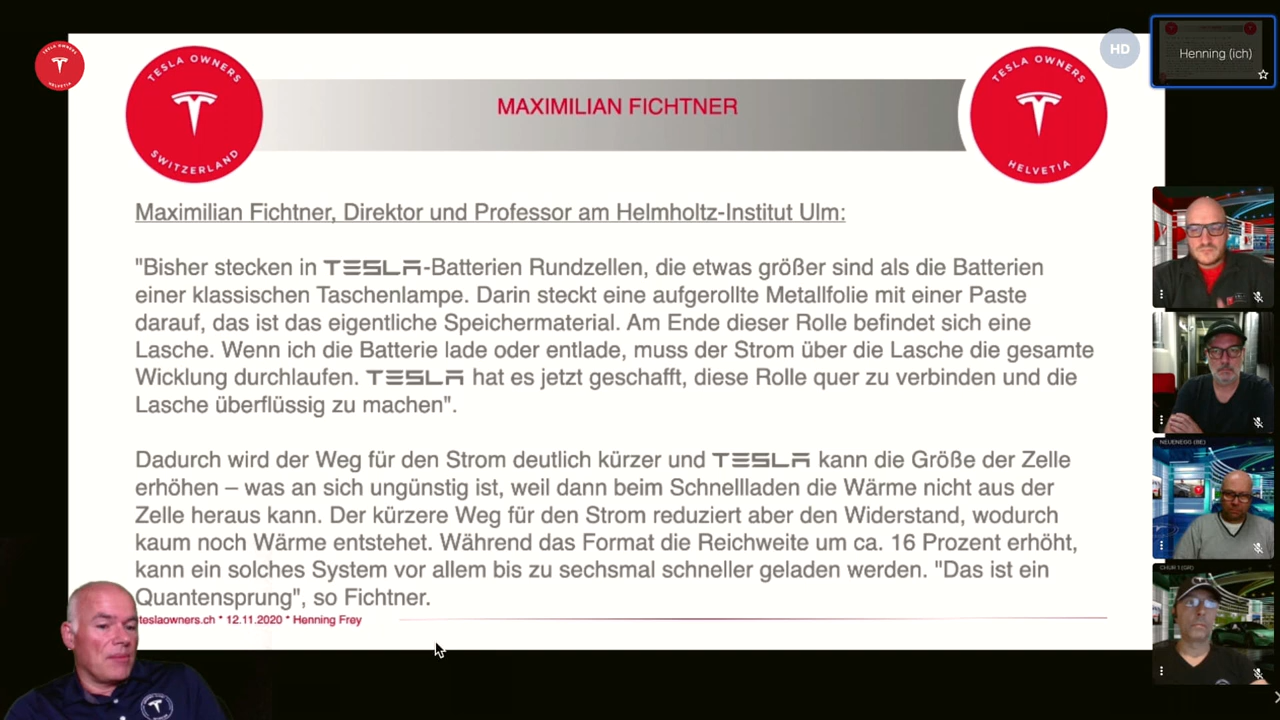 TESLA OWNERS
HELVETIA
TESLA OWNERS
SWITZERLAND
MAXIMILIAN FICHTNER
TESLA OWNERS
HELVETIA
HD
Henning (ich)
Maximilian Fichtner, Direktor und Professor am Helmholtz-Institut Ulm:
"Bisher stecken in TESLA-Batterien Rundzellen, die etwas größer sind als die Batterien
einer klassischen Taschenlampe. Darin steckt eine aufgerollte Metallfolie mit einer Paste
darauf, das ist das eigentliche Speichermaterial. Am Ende dieser Rolle befindet sich eine
Lasche. Wenn ich die Batterie lade oder entlade, muss der Strom über die Lasche die gesamte
Wicklung durchlaufen. TESLA hat es jetzt geschafft, diese Rolle quer zu verbinden und die
Lasche überflüssig zu machen".
Dadurch wird der Weg für den Strom deutlich kürzer und TESLA kann die Größe der Zelle
erhöhen – was an sich ungünstig ist, weil dann beim Schnellladen die Wärme nicht aus der
Zelle heraus kann. Der kürzere Weg für den Strom reduziert aber den Widerstand, wodurch
kaum noch Wärme entstehet. Während das Format die Reichweite um ca. 16 Prozent erhöht,
kann ein solches System vor allem bis zu sechsmal schneller geladen werden. "Das ist ein
Quantensprung", so Fichtner.
teslaowners.ch * 12.11.2020 * Henning Frey
NEUENEGG (BE)
CHUR 1 (GR)